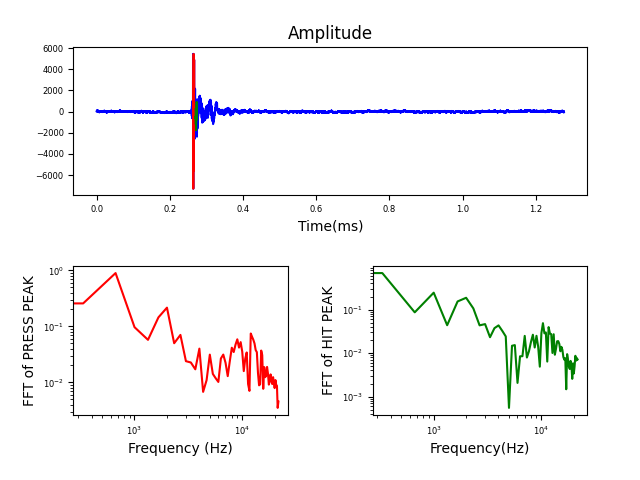 Amplitude
6000
4000
2000
0
−2000
−4000
−6000
0.0 0.2 0.4 0.6 0.8 1.0 1.2
Time(ms)
FFT of PRESS PEAK
10⁰
10⁻¹
10⁻²
10³ 10⁴
Frequency (Hz)
FFT of HIT PEAK
10⁻¹
10⁻²
10⁻³
10³ 10⁴
Frequency(Hz)